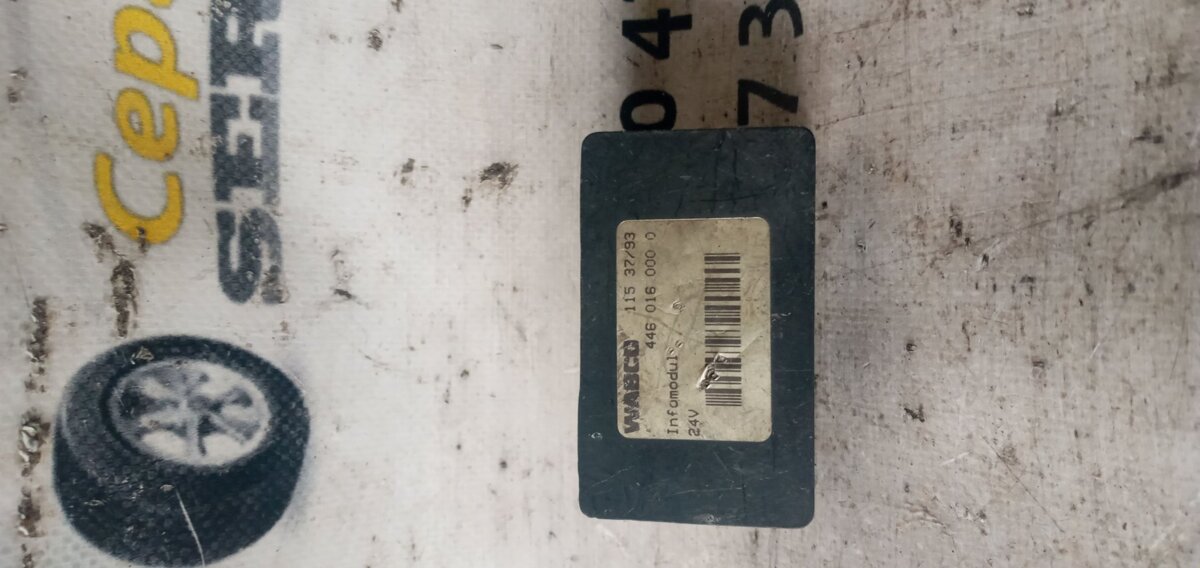 Сер
SER
04
73
WABCO 115 37/93
446 016 000 0
Infomodul
24V